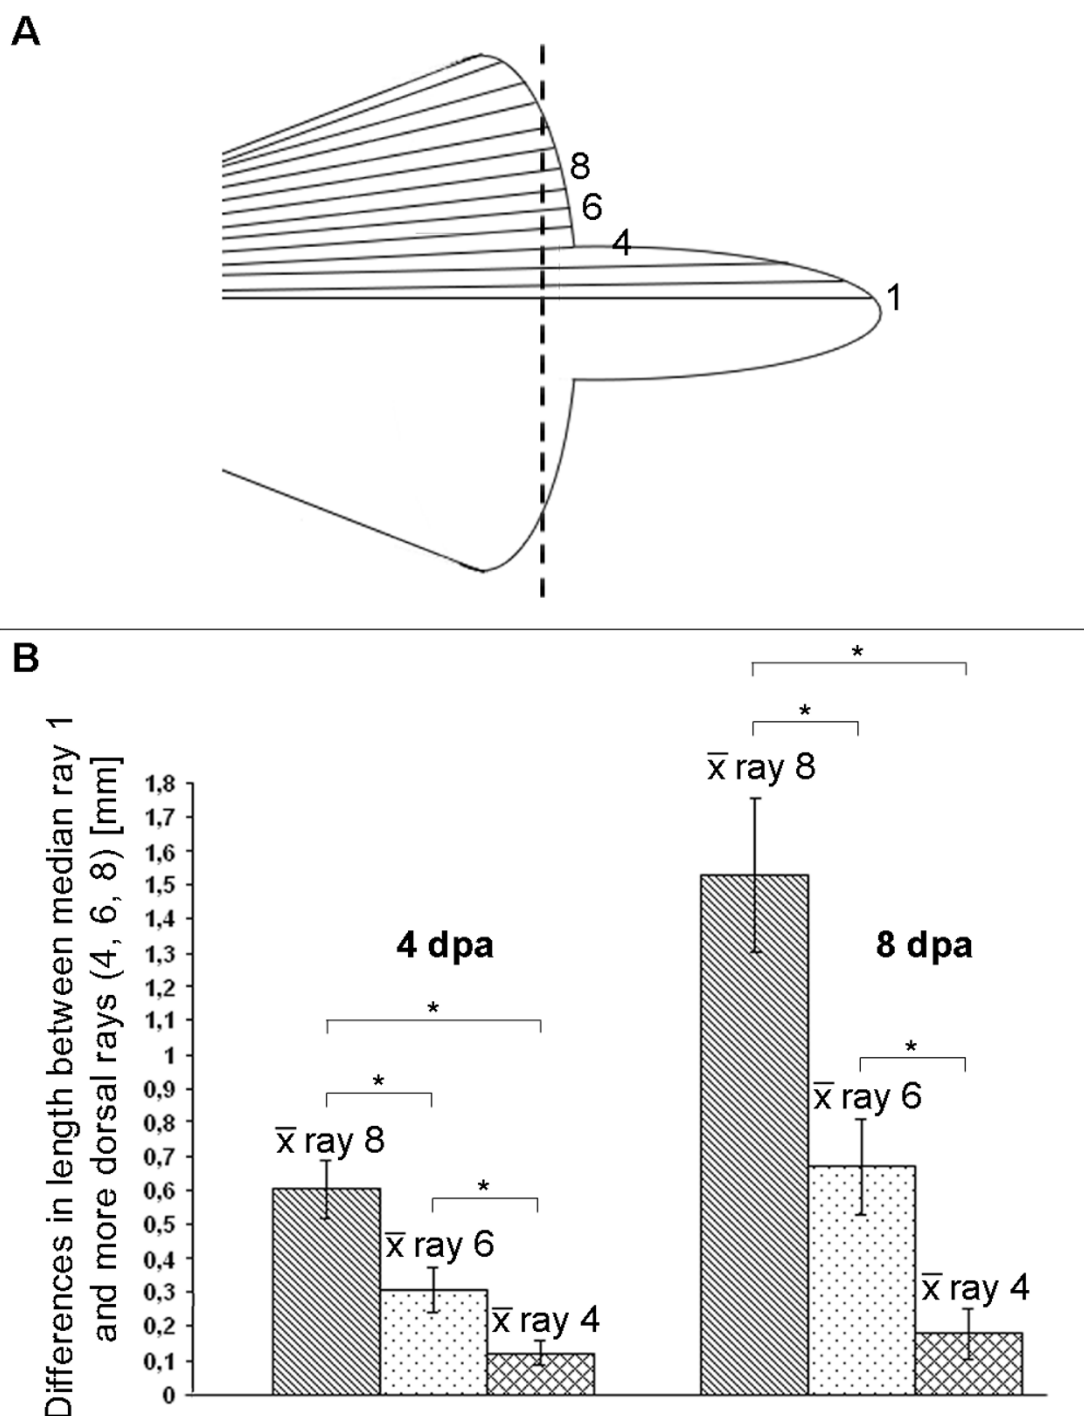 A
8
6
4
1
B
Differences in length between median ray 1
and more dorsal rays (4, 6, 8) [mm]
1,8
1,7
1,6
1,5
1,4
1,3
1,2
1,1
1
0,9
0,8
0,7
0,6
0,5
0,4
0,3
0,2
0,1
0
4 dpa
*
*
x̅ ray 8
*
x̅ ray 6
x̅ ray 4
*
*
x̅ ray 8
8 dpa
*
x̅ ray 6
x̅ ray 4